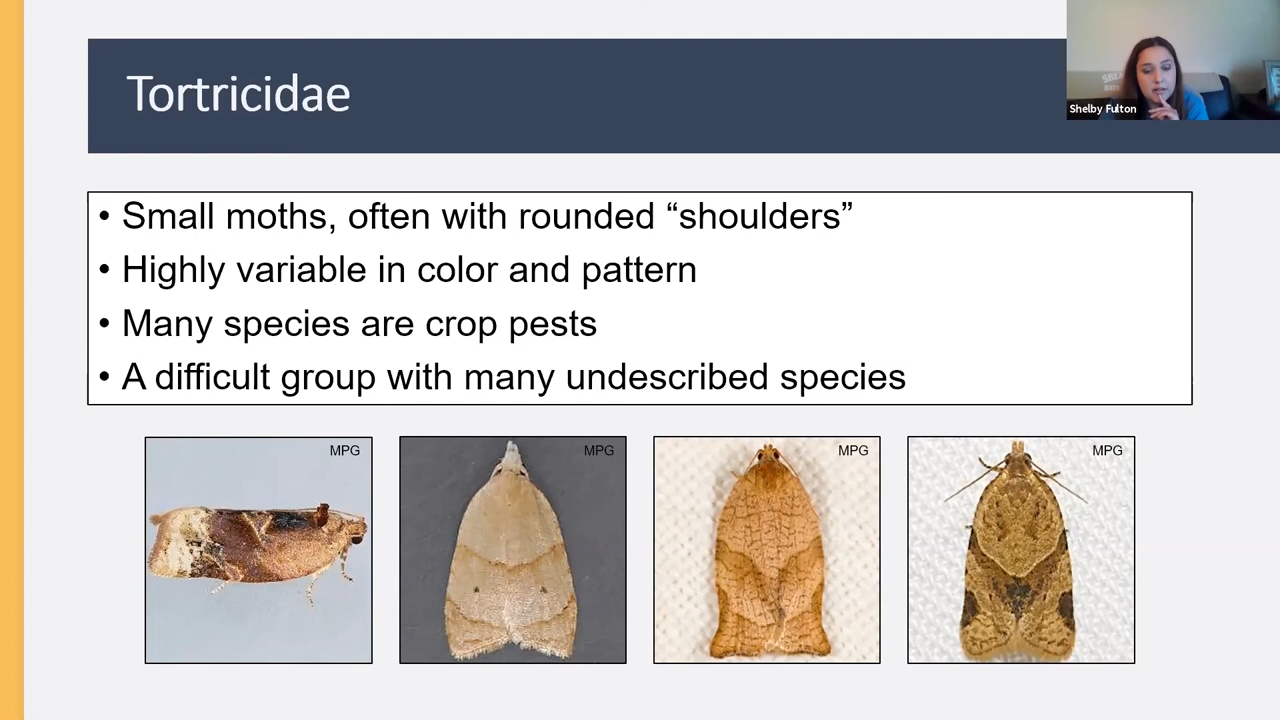 Tortricidae
Shelby Fulton
• Small moths, often with rounded “shoulders”
• Highly variable in color and pattern
• Many species are crop pests
• A difficult group with many undescribed species
MPG
MPG
MPG
MPG